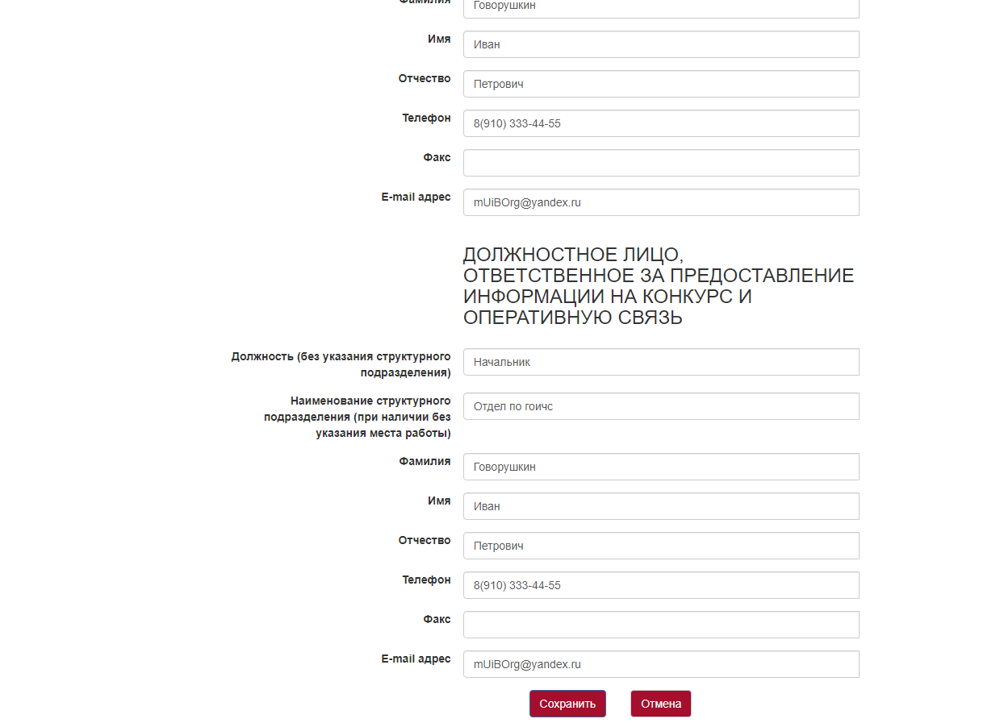 Фамилия
Говорушкин
Имя
Иван
Отчество
Петрович
Телефон
8(910) 333-44-55
Факс
E-mail адрес
mUiBOrg@yandex.ru
ДОЛЖНОСТНОЕ ЛИЦО,
ОТВЕТСТВЕННОЕ ЗА ПРЕДОСТАВЛЕНИЕ
ИНФОРМАЦИИ НА КОНКУРС И
ОПЕРАТИВНУЮ СВЯЗЬ
Должность (без указания структурного
подразделения)
Начальник
Наименование структурного
подразделения (при наличии без
указания места работы)
Отдел по гоичс
Фамилия
Говорушкин
Имя
Иван
Отчество
Петрович
Телефон
8(910) 333-44-55
Факс
E-mail адрес
mUiBOrg@yandex.ru
Сохранить
Отмена